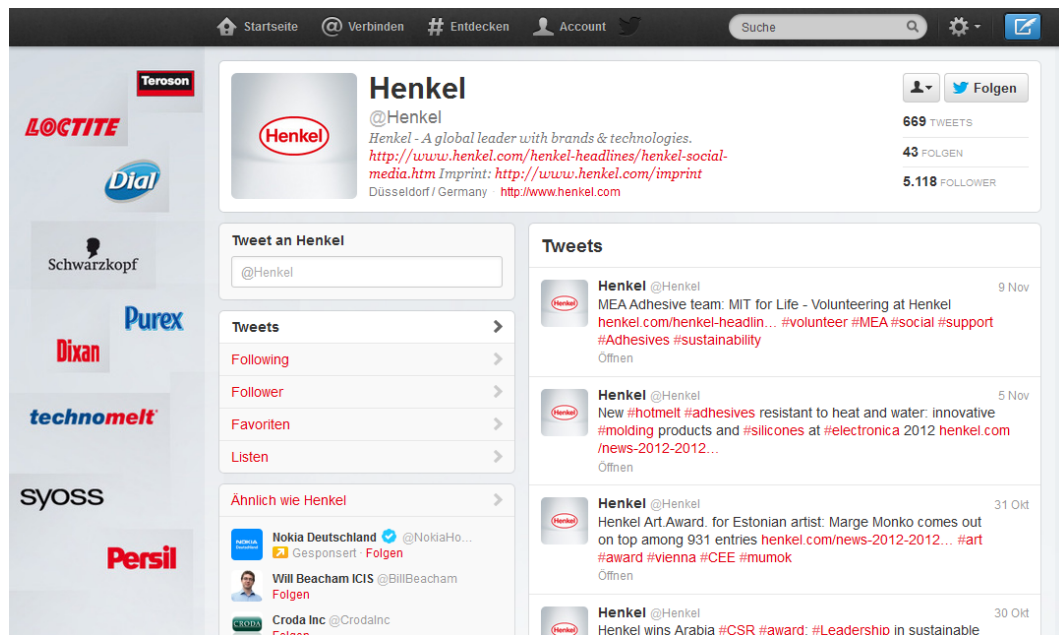 Startseite
Verbinden
Entdecken
Account
Suche
Teroson
LOCTITE
Dial
Schwarzkopf
Purex
Dixan
technomelt
syoss
Persil
Henkel
Henkel
@Henkel
Henkel - A global leader with brands & technologies.
http://www.henkel.com/henkel-headlines/henkel-social-
media.htm Imprint: http://www.henkel.com/imprint
Düsseldorf / Germany · http://www.henkel.com
Folgen
669 TWEETS
43 FOLGEN
5.118 FOLLOWER
Tweet an Henkel
@Henkel
Tweets
Following
Follower
Favoriten
Listen
Ähnlich wie Henkel
NOKIA
Nokia Deutschland @NokiaHo...
Gesponsert · Folgen
Will Beacham ICIS @BillBeacham
Folgen
CRODA
Croda Inc @CrodaInc
Folgen
Tweets
Henkel
Henkel @Henkel 9 Nov
MEA Adhesive team: MIT for Life - Volunteering at Henkel
henkel.com/henkel-headlin... #volunteer #MEA #social #support
#Adhesives #sustainability
Öffnen
Henkel
Henkel @Henkel 5 Nov
New #hotmelt #adhesives resistant to heat and water: innovative
#molding products and #silicones at #electronica 2012 henkel.com
/news-2012-2012...
Öffnen
Henkel
Henkel @Henkel 31 Okt
Henkel Art.Award. for Estonian artist: Marge Monko comes out
on top among 931 entries henkel.com/news-2012-2012... #art
#award #vienna #CEE #mumok
Öffnen
Henkel
Henkel @Henkel 30 Okt
Henkel wins Arabia #CSR #award: #Leadership in sustainable